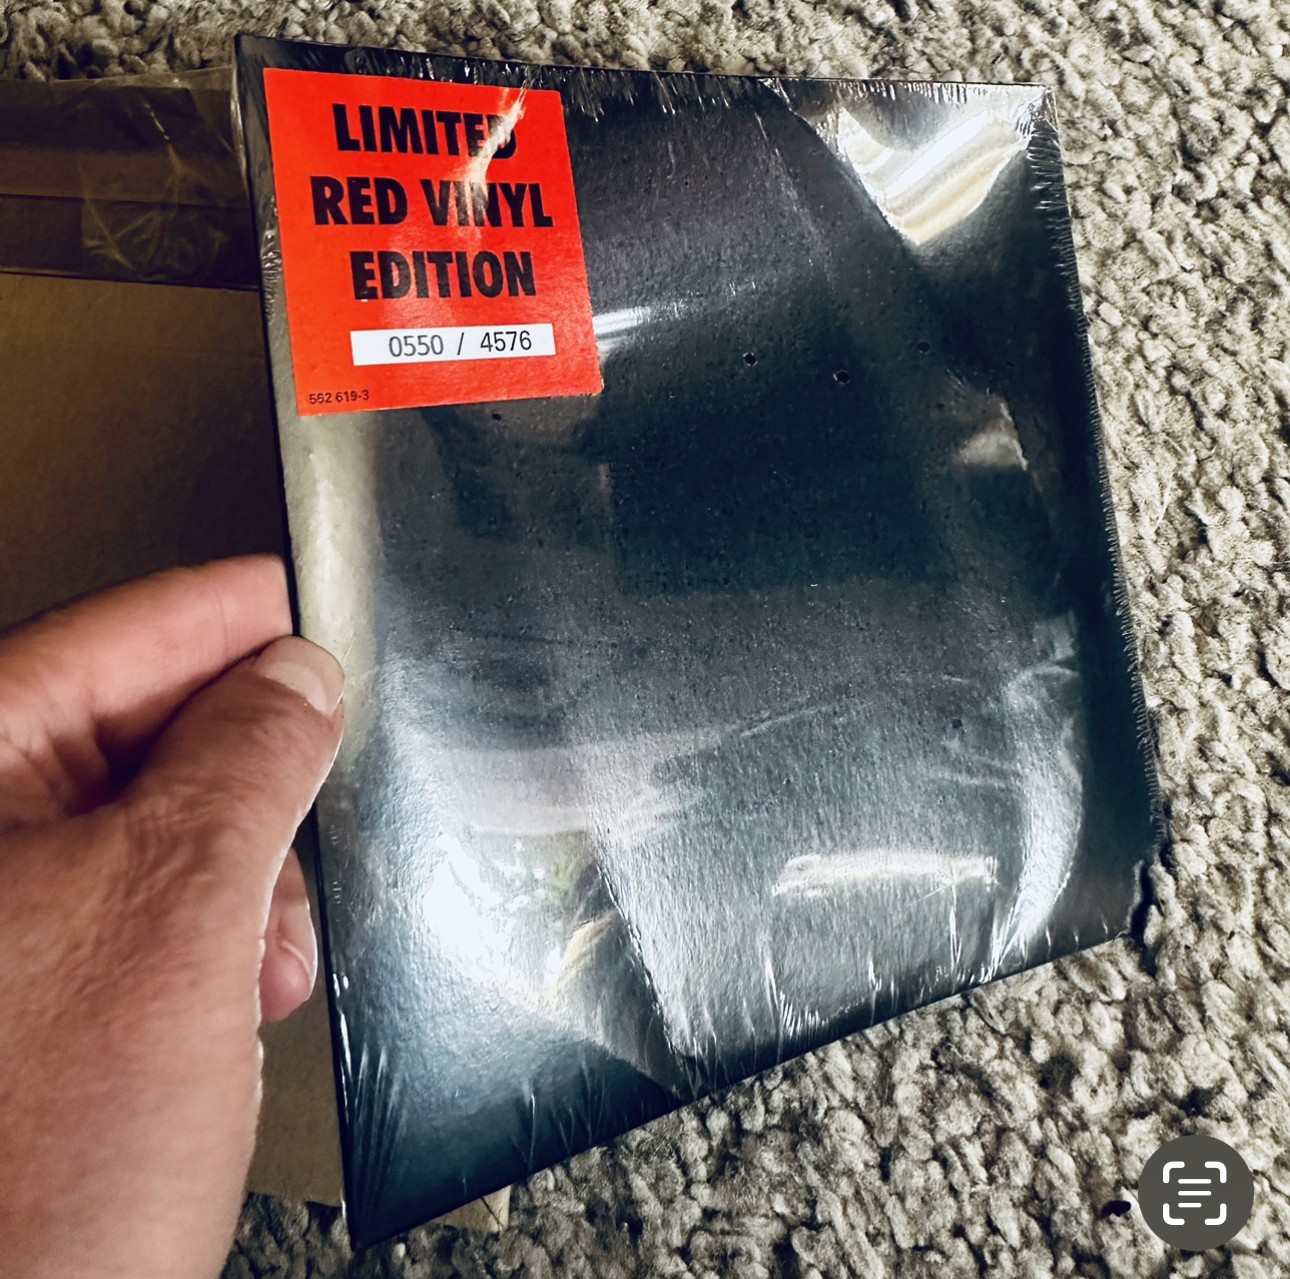 LIMITED
RED VINYL
EDITION
0550 / 4576
552 619-3